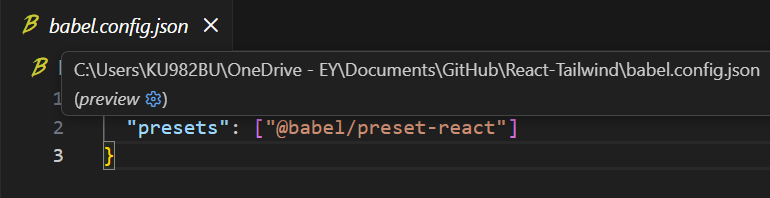 babel.config.json
C:\Users\KU982BU\OneDrive - EY\Documents\GitHub\React-Tailwind\babel.config.json
(preview)
1
2 "presets": ["@babel/preset-react"]
3 }